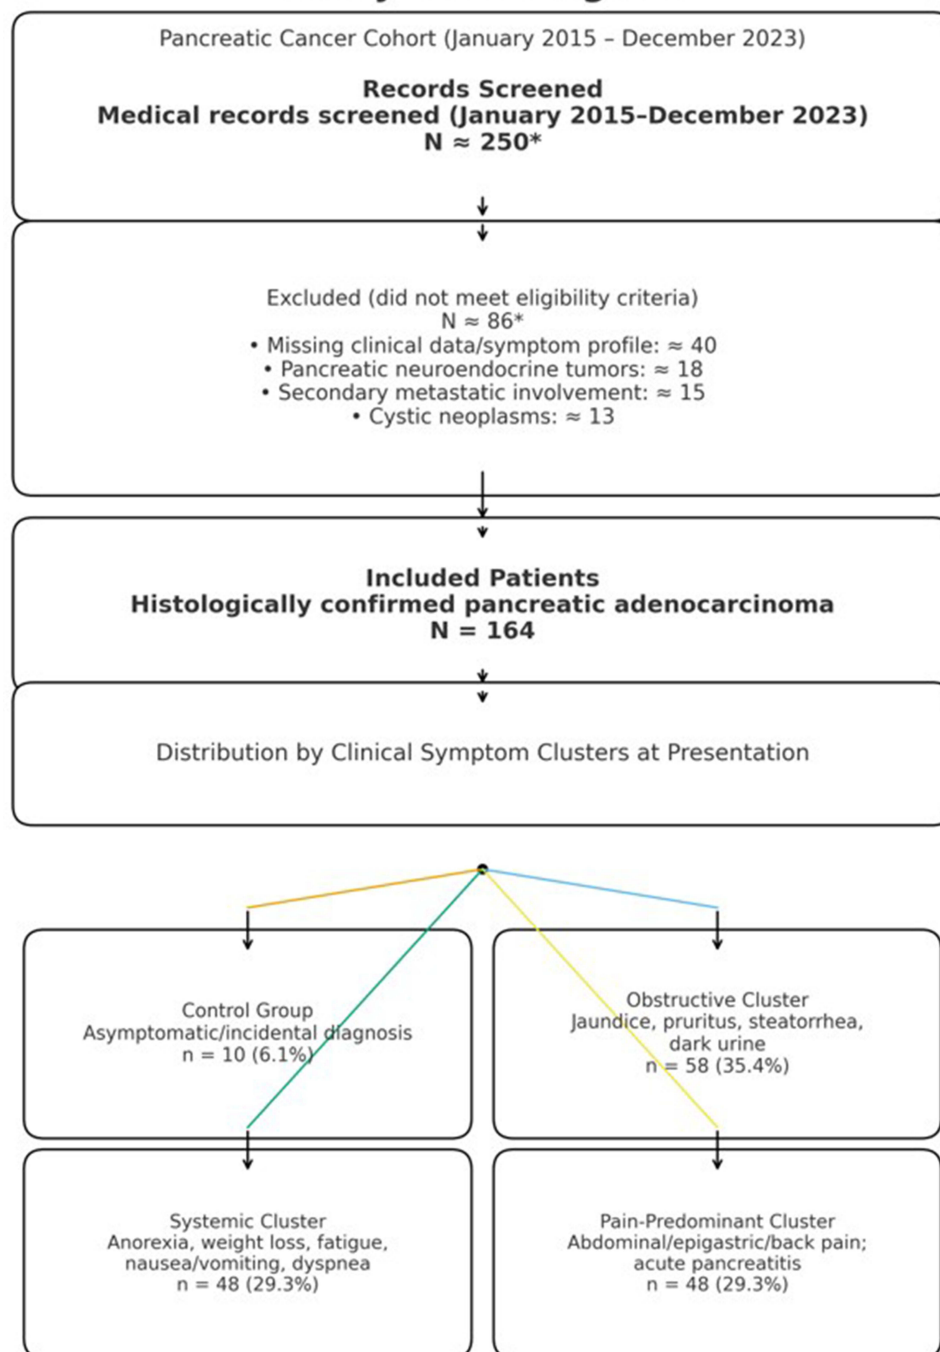 Pancreatic Cancer Cohort (January 2015 – December 2023)
Records Screened
Medical records screened (January 2015–December 2023)
N ≈ 250*
Excluded (did not meet eligibility criteria)
N ≈ 86*
• Missing clinical data/symptom profile: ≈ 40
• Pancreatic neuroendocrine tumors: ≈ 18
• Secondary metastatic involvement: ≈ 15
• Cystic neoplasms: ≈ 13
Included Patients
Histologically confirmed pancreatic adenocarcinoma
N = 164
Distribution by Clinical Symptom Clusters at Presentation
Control Group
Asymptomatic/incidental diagnosis
n = 10 (6.1%)
Obstructive Cluster
Jaundice, pruritus, steatorrhea,
dark urine
n = 58 (35.4%)
Systemic Cluster
Anorexia, weight loss, fatigue,
nausea/vomiting, dyspnea
n = 48 (29.3%)
Pain-Predominant Cluster
Abdominal/epigastric/back pain;
acute pancreatitis
n = 48 (29.3%)